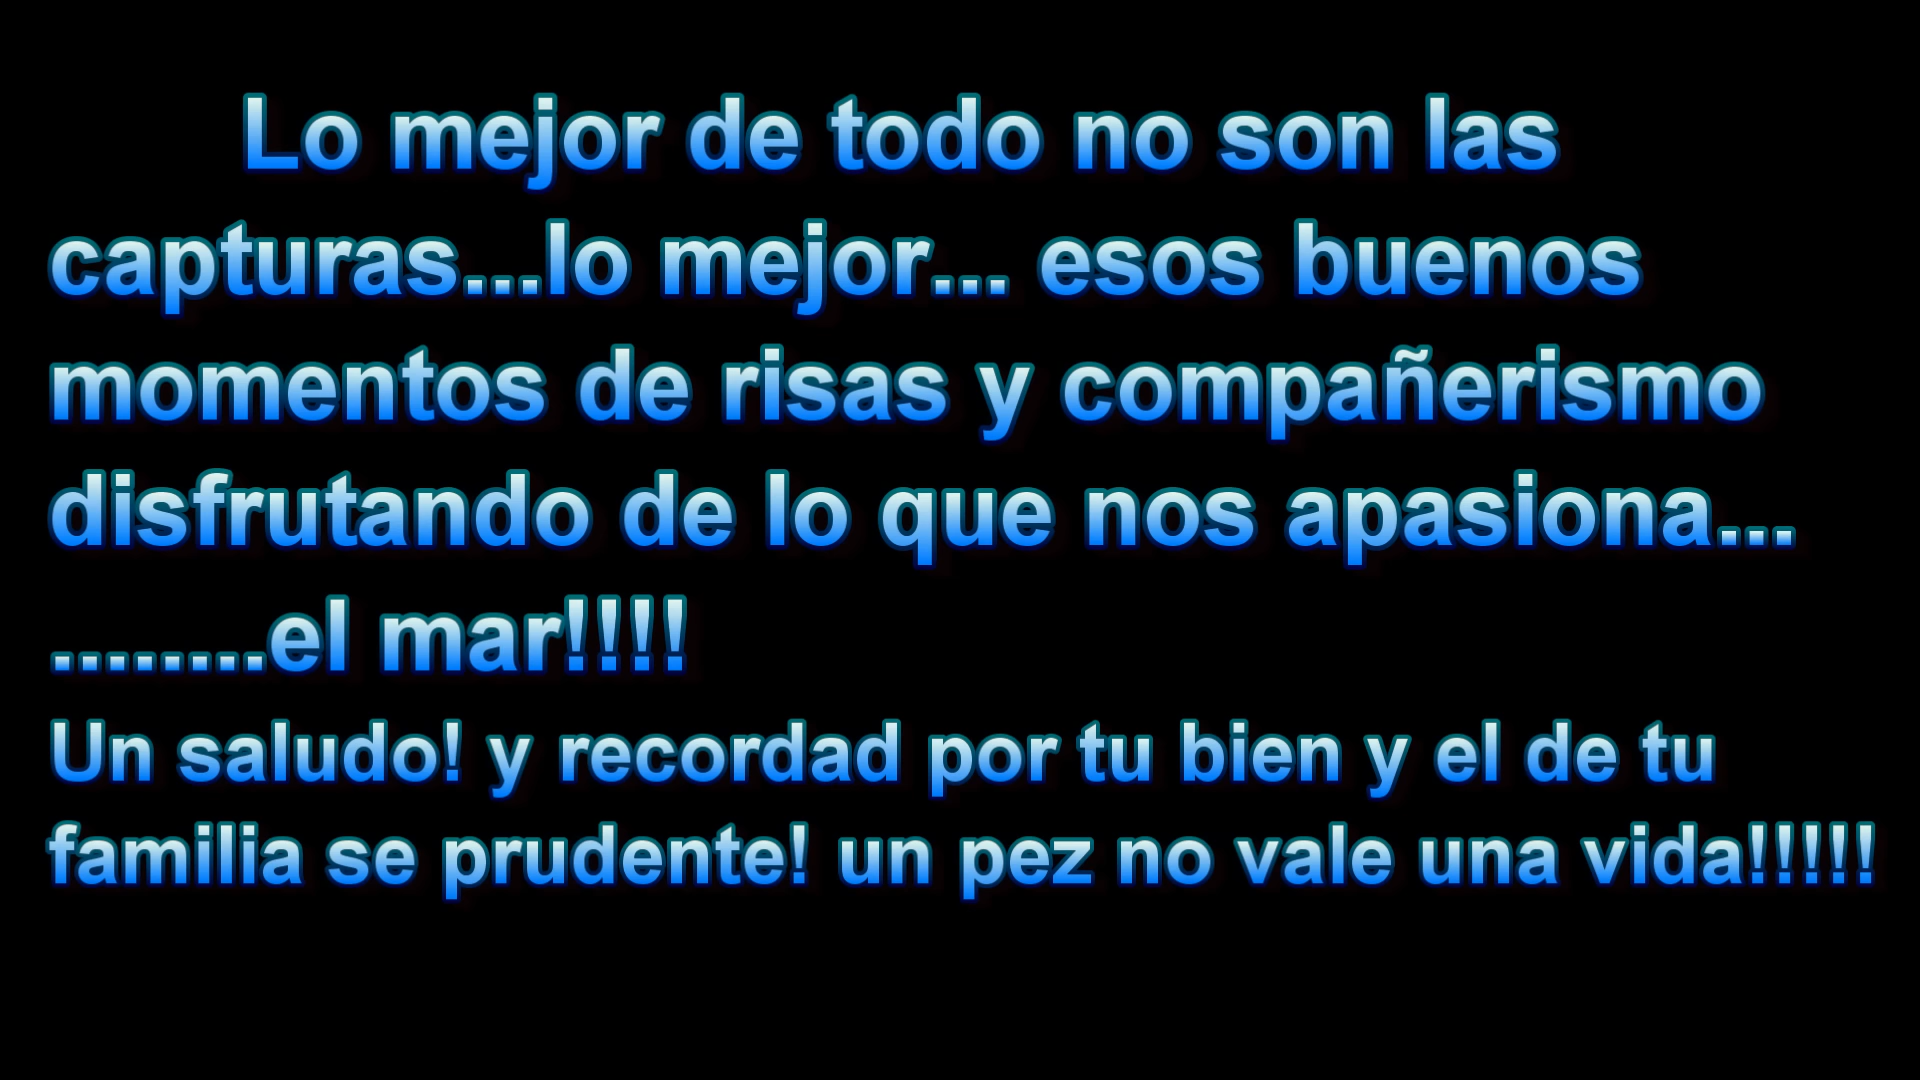 Lo mejor de todo no son las
capturas...lo mejor... esos buenos
momentos de risas y compañerismo
disfrutando de lo que nos apasiona...
........el mar!!!!
Un saludo! y recordad por tu bien y el de tu
familia se prudente! un pez no vale una vida!!!!!